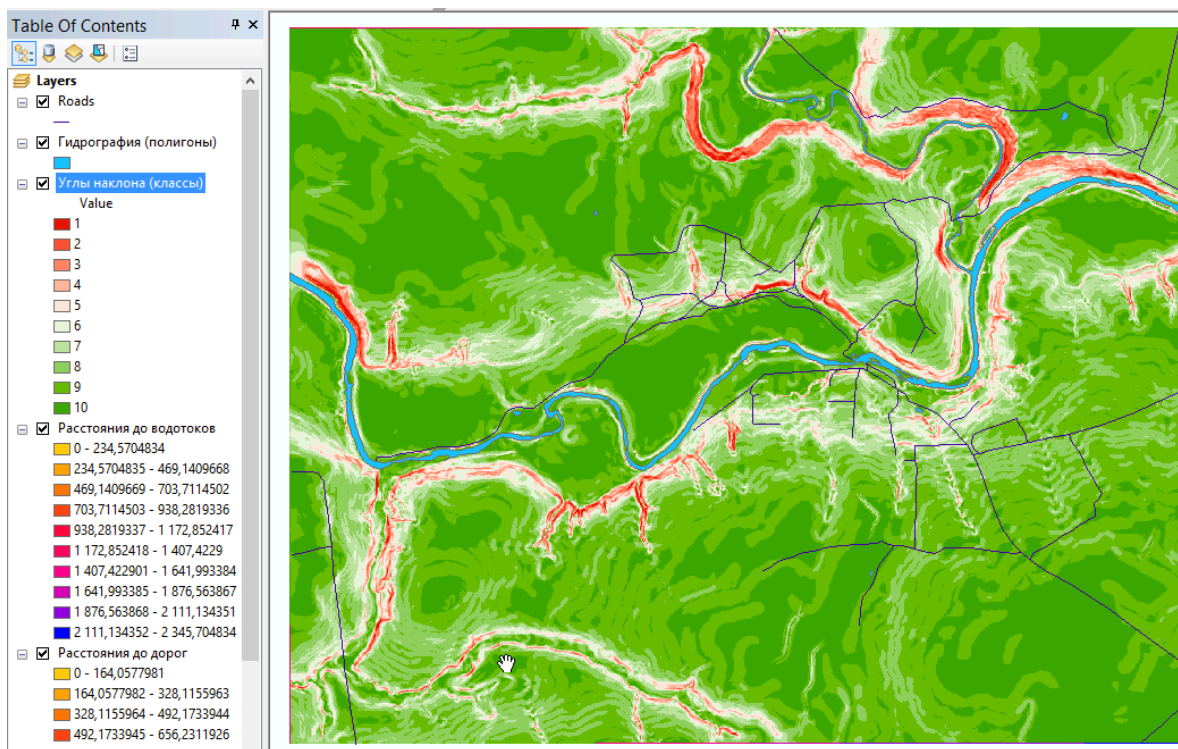 Table Of Contents
Layers
Roads
Гидрография (полигоны)
Углы наклона (классы)
Value
1
2
3
4
5
6
7
8
9
10
Расстояния до водотоков
0 - 234,5704834
234,5704835 - 469,1409668
469,1409669 - 703,7114502
703,7114503 - 938,2819336
938,2819337 - 1 172,852417
1 172,852418 - 1 407,4229
1 407,422901 - 1 641,993384
1 641,993385 - 1 876,563867
1 876,563868 - 2 111,134351
2 111,134352 - 2 345,704834
Расстояния до дорог
0 - 164,0577981
164,0577982 - 328,1155963
328,1155964 - 492,1733944
492,1733945 - 656,2311926